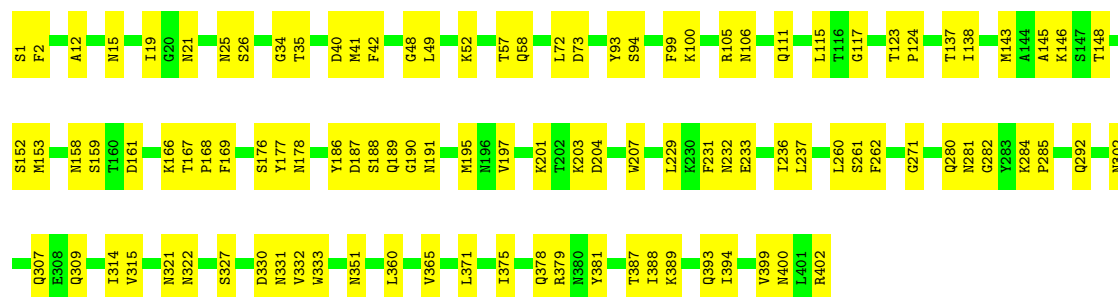 S1 F2 A12 N15 I19 G20 N21 N25 S26 G34 T35 D40 M41 F42 G48 L49 K52 T57 Q58 L72 D73 Y93 S94 F99 K100 R105 N106 Q111 L115 T116 G117 T123 P124 T137 I138 M143 A144 A145 K146 S147 T148
S152 M153 N158 S159 T160 D161 K166 T167 P168 F169 S176 Y177 N178 Y186 D187 S188 Q189 G190 N191 M195 N196 V197 K201 T202 K203 D204 W207 L229 K230 F231 N232 E233 I236 L237 L260 S261 F262 G271 Q280 N281 G282 Y283 K284 P285 Q292 N302
Q307 E308 Q309 I314 V315 N321 N322 S327 D330 N331 V332 W333 N351 L360 V365 L371 I375 Q378 R379 N380 Y381 T387 I388 K389 Q393 I394 V399 N400 L401 R402